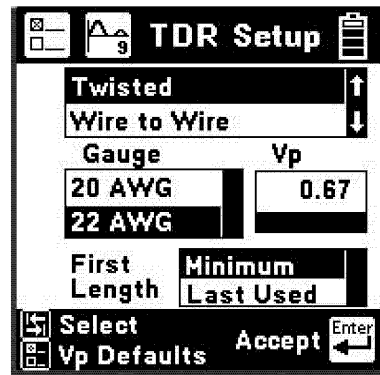 9 TDR Setup
Twisted
Wire to Wire
Gauge Vp
20 AWG 0.67
22 AWG
First Minimum
Length Last Used
Select
Accept Enter
Vp Defaults